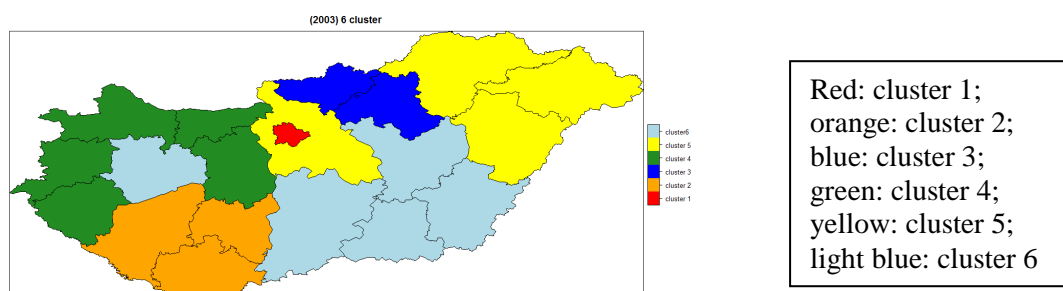 (2003) 6 cluster
cluster6
cluster 5
cluster 4
cluster 3
cluster 2
cluster 1
Red: cluster 1;
orange: cluster 2;
blue: cluster 3;
green: cluster 4;
yellow: cluster 5;
light blue: cluster 6